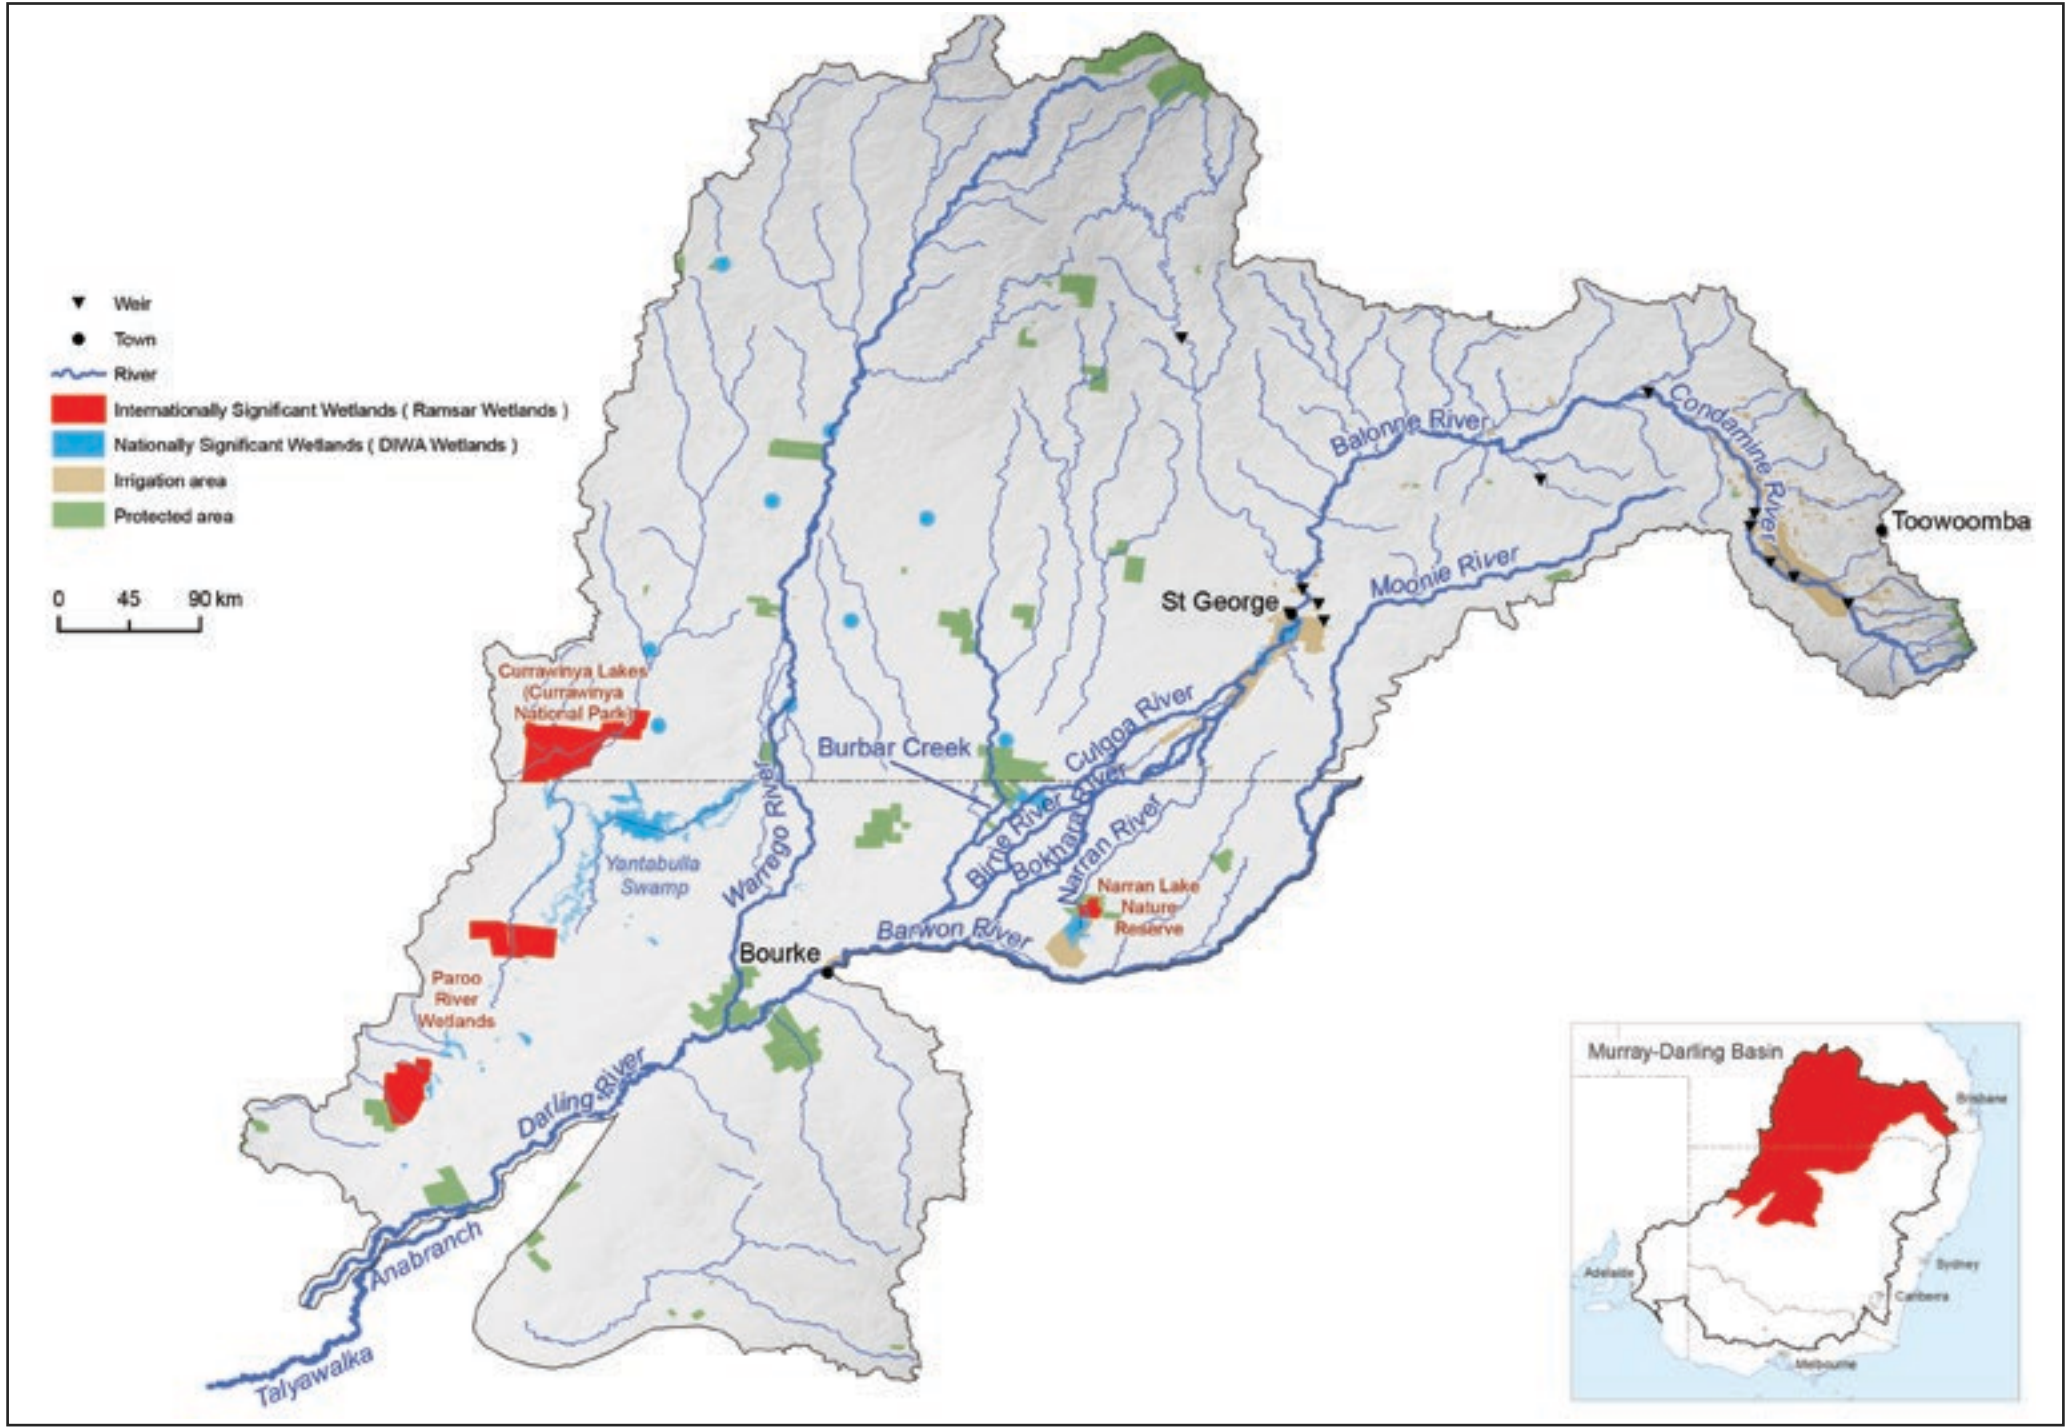 Weir
Town
River
Internationally Significant Wetlands ( Ramsar Wetlands )
Nationally Significant Wetlands ( DIWA Wetlands )
Irrigation area
Protected area
0 45 90 km
Condamine River
Balonne River
Toowoomba
Moonie River
St George
Currawinya Lakes
(Currawinya
National Park)
Culgoa River
Burbar Creek
Birrie River
Bokhara River
Narran River
Warrego River
Yantabulla
Swamp
Narran Lake
Nature
Reserve
Barwon River
Bourke
Paroo
River
Wetlands
Darling River
Anabranch
Talyawalka
Murray-Darling Basin
Brisbane
Adelaide
Sydney
Canberra
Melbourne